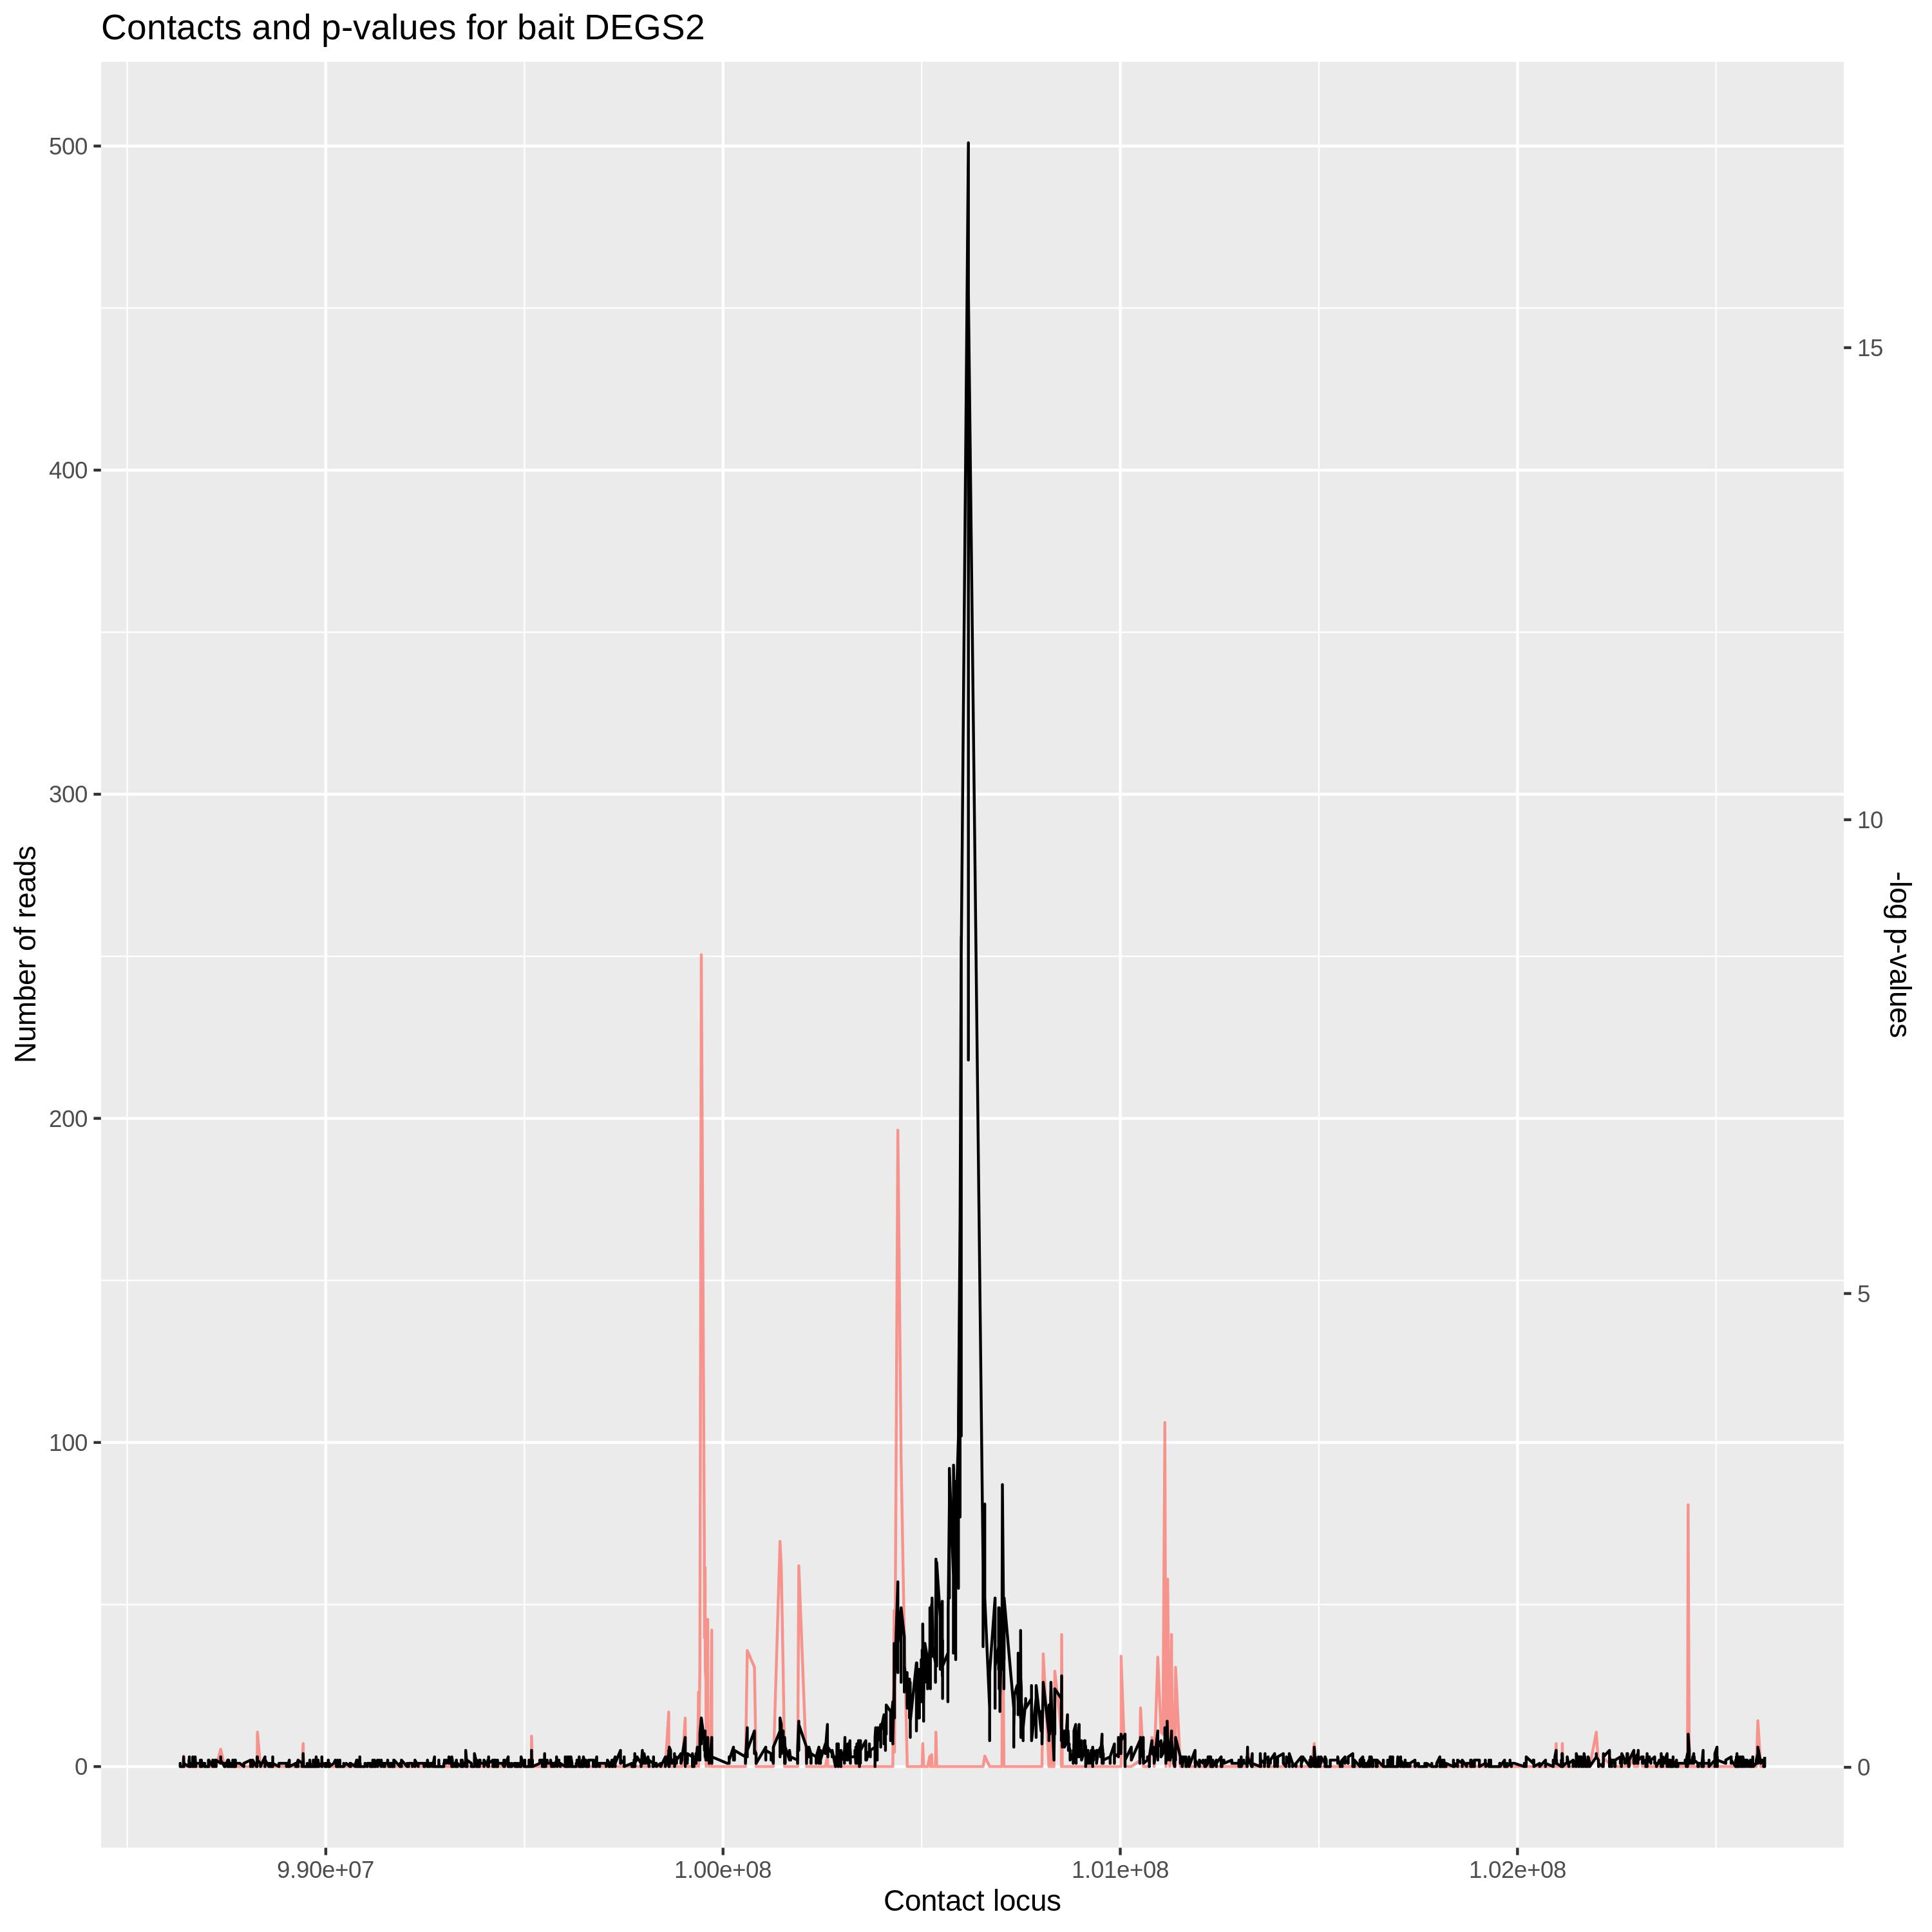 Contacts and p-values for bait DEGS2
500
400
300
200
100
0
Number of reads
15
10
5
0
-log p-values
9.90e+07
1.00e+08
1.01e+08
1.02e+08
Contact locus